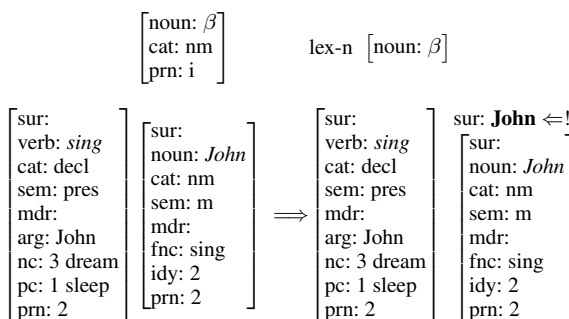 noun: β
cat: nm
prn: i
lex-n [noun: β]
sur:
verb: sing
cat: decl
sem: pres
mdr:
arg: John
nc: 3 dream
pc: 1 sleep
prn: 2
sur:
noun: John
cat: nm
sem: m
mdr:
fnc: sing
idy: 2
prn: 2
⟹
sur:
verb: sing
cat: decl
sem: pres
mdr:
arg: John
nc: 3 dream
pc: 1 sleep
prn: 2
sur: John ⇐!
sur:
noun: John
cat: nm
sem: m
mdr:
fnc: sing
idy: 2
prn: 2